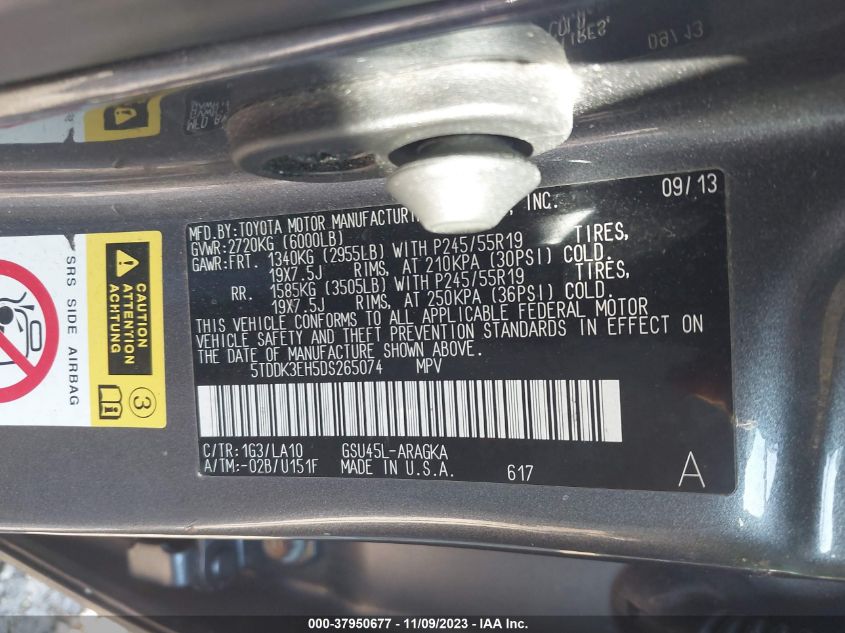 09/13
MFD.BY:TOYOTA MOTOR MANUFACTURI INC.
GVWR:2720KG (6000LB)
GAWR:FRT. 1340KG (2955LB) WITH P245/55R19 TIRES,
19X7.5J RIMS, AT 210KPA (30PSI) COLD.
RR. 1585KG (3505LB) WITH P245/55R19 TIRES,
19X7.5J RIMS, AT 250KPA (36PSI) COLD.
THIS VEHICLE CONFORMS TO ALL APPLICABLE FEDERAL MOTOR
VEHICLE SAFETY AND THEFT PREVENTION STANDARDS IN EFFECT ON
THE DATE OF MANUFACTURE SHOWN ABOVE.
5TDDK3EH5DS265074 MPV
C/TR:1G3/LA10 GSU45L-ARAGKA
A/TM:-02B/U151F MADE IN U.S.A. 617 A
SRS SIDE AIRBAG
CAUTION
ATTENTION
ACHTUNG
3
000-37950677 - 11/09/2023 - IAA Inc.